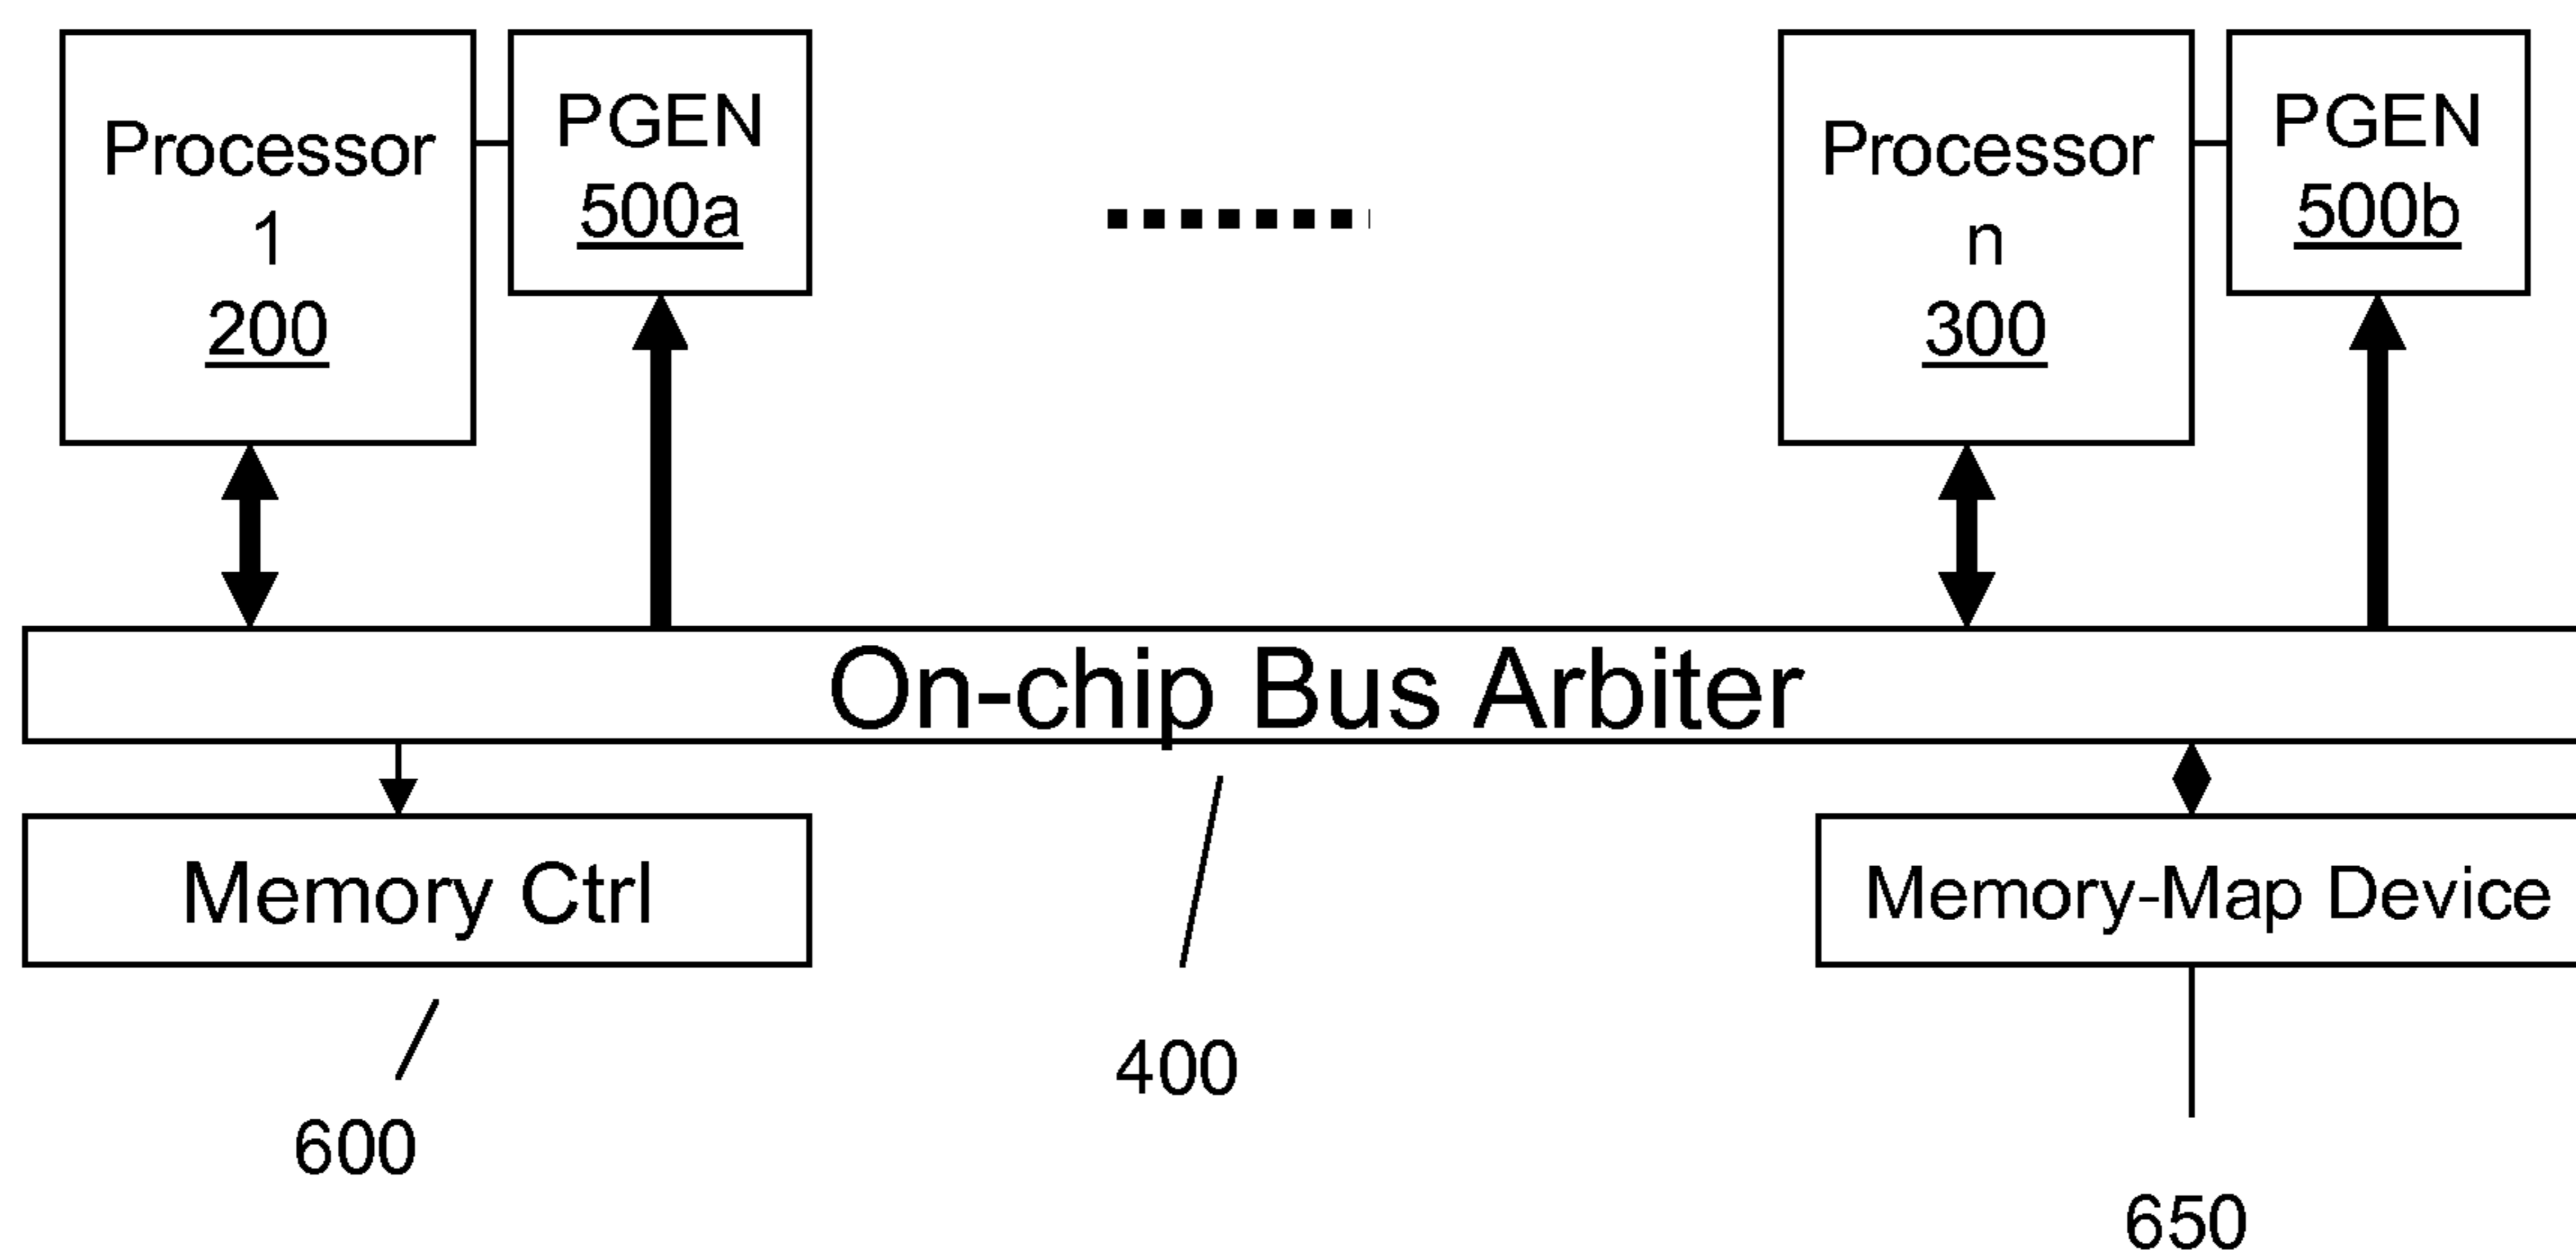 Processor
1
200
PGEN
500a
Processor
n
300
PGEN
500b
On-chip Bus Arbiter
Memory Ctrl
Memory-Map Device
400
600
650